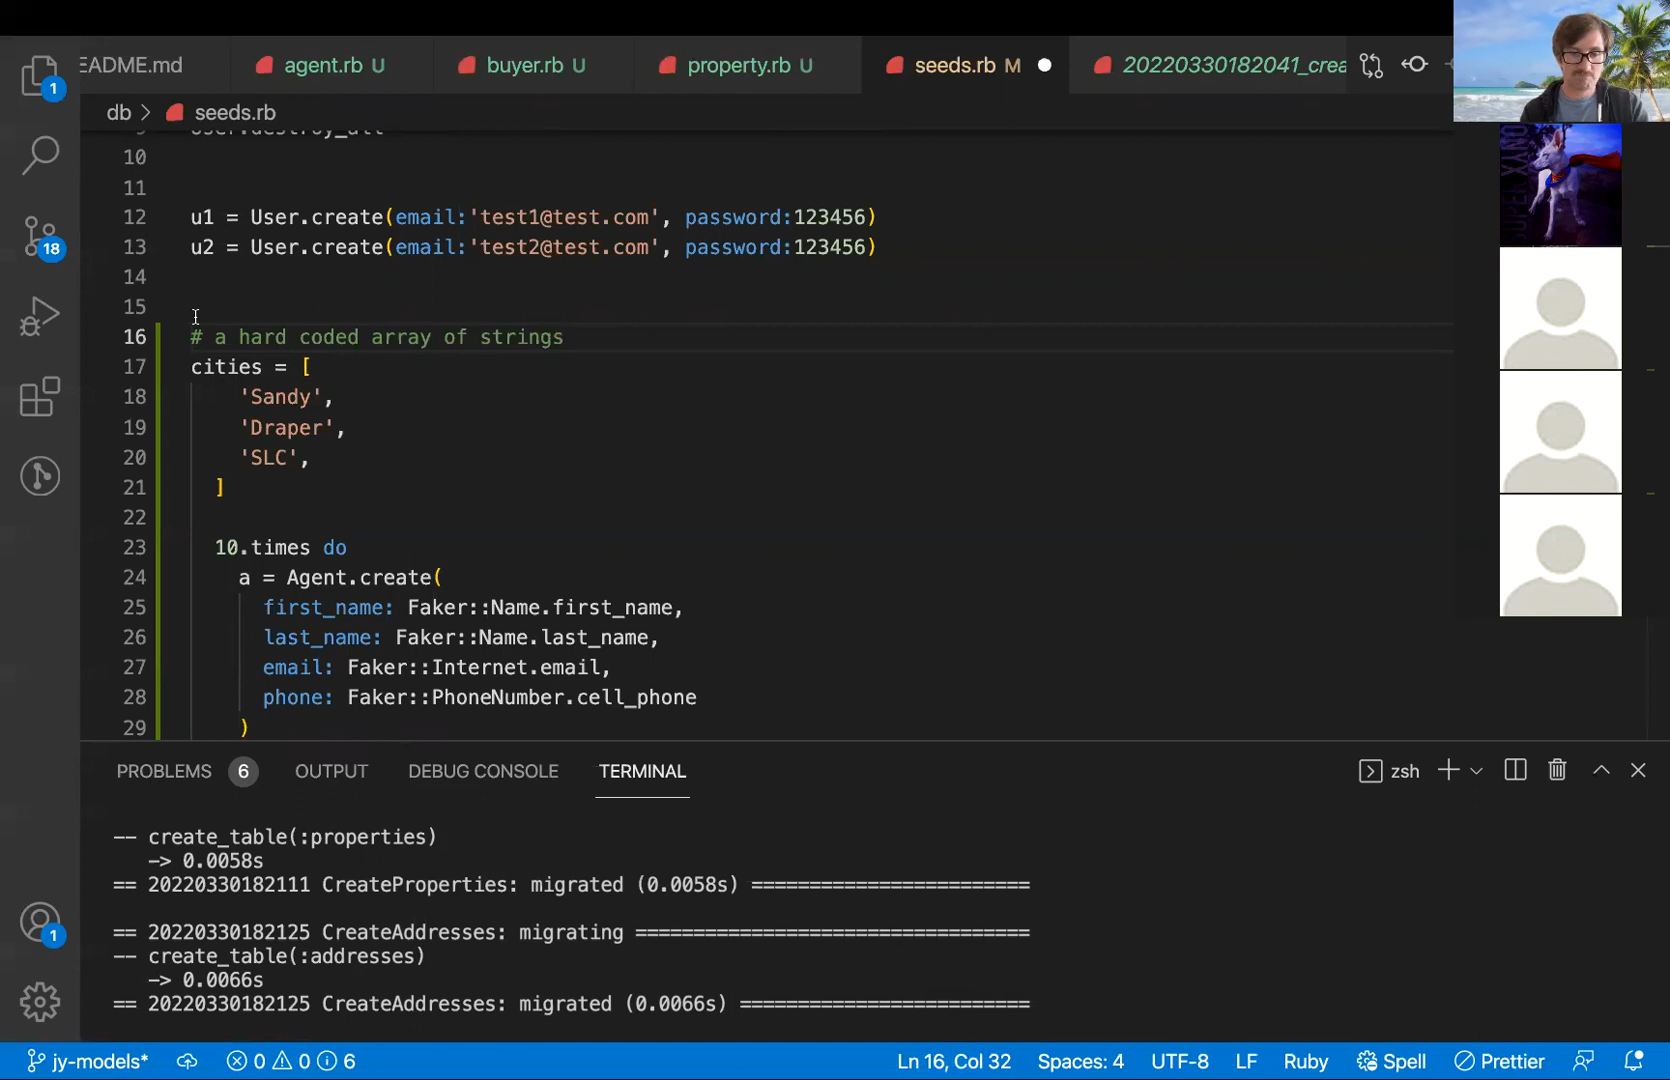 EADME.md
agent.rb U
buyer.rb U
property.rb U
seeds.rb M
20220330182041_crea
1
db > seeds.rb
9 User.destroy_all
10
11
12 u1 = User.create(email:'test1@test.com', password:123456)
13 u2 = User.create(email:'test2@test.com', password:123456)
14
15
16 # a hard coded array of strings
17 cities = [
18 'Sandy',
19 'Draper',
20 'SLC',
21 ]
22
23 10.times do
24 a = Agent.create(
25 first_name: Faker::Name.first_name,
26 last_name: Faker::Name.last_name,
27 email: Faker::Internet.email,
28 phone: Faker::PhoneNumber.cell_phone
29 )
18
1
PROBLEMS 6 OUTPUT DEBUG CONSOLE TERMINAL
zsh
-- create_table(:properties)
-> 0.0058s
== 20220330182111 CreateProperties: migrated (0.0058s) ========================
== 20220330182125 CreateAddresses: migrating ==================================
-- create_table(:addresses)
-> 0.0066s
== 20220330182125 CreateAddresses: migrated (0.0066s) =========================
jy-models* 0 0 6
Ln 16, Col 32 Spaces: 4 UTF-8 LF Ruby Spell Prettier